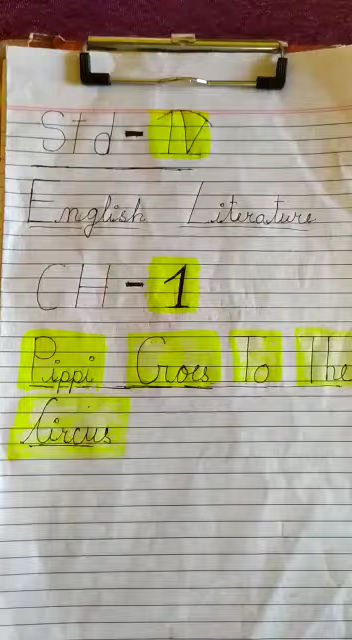 Std - IV
English Literature
CH - 1
Pippi Goes To The
Circus